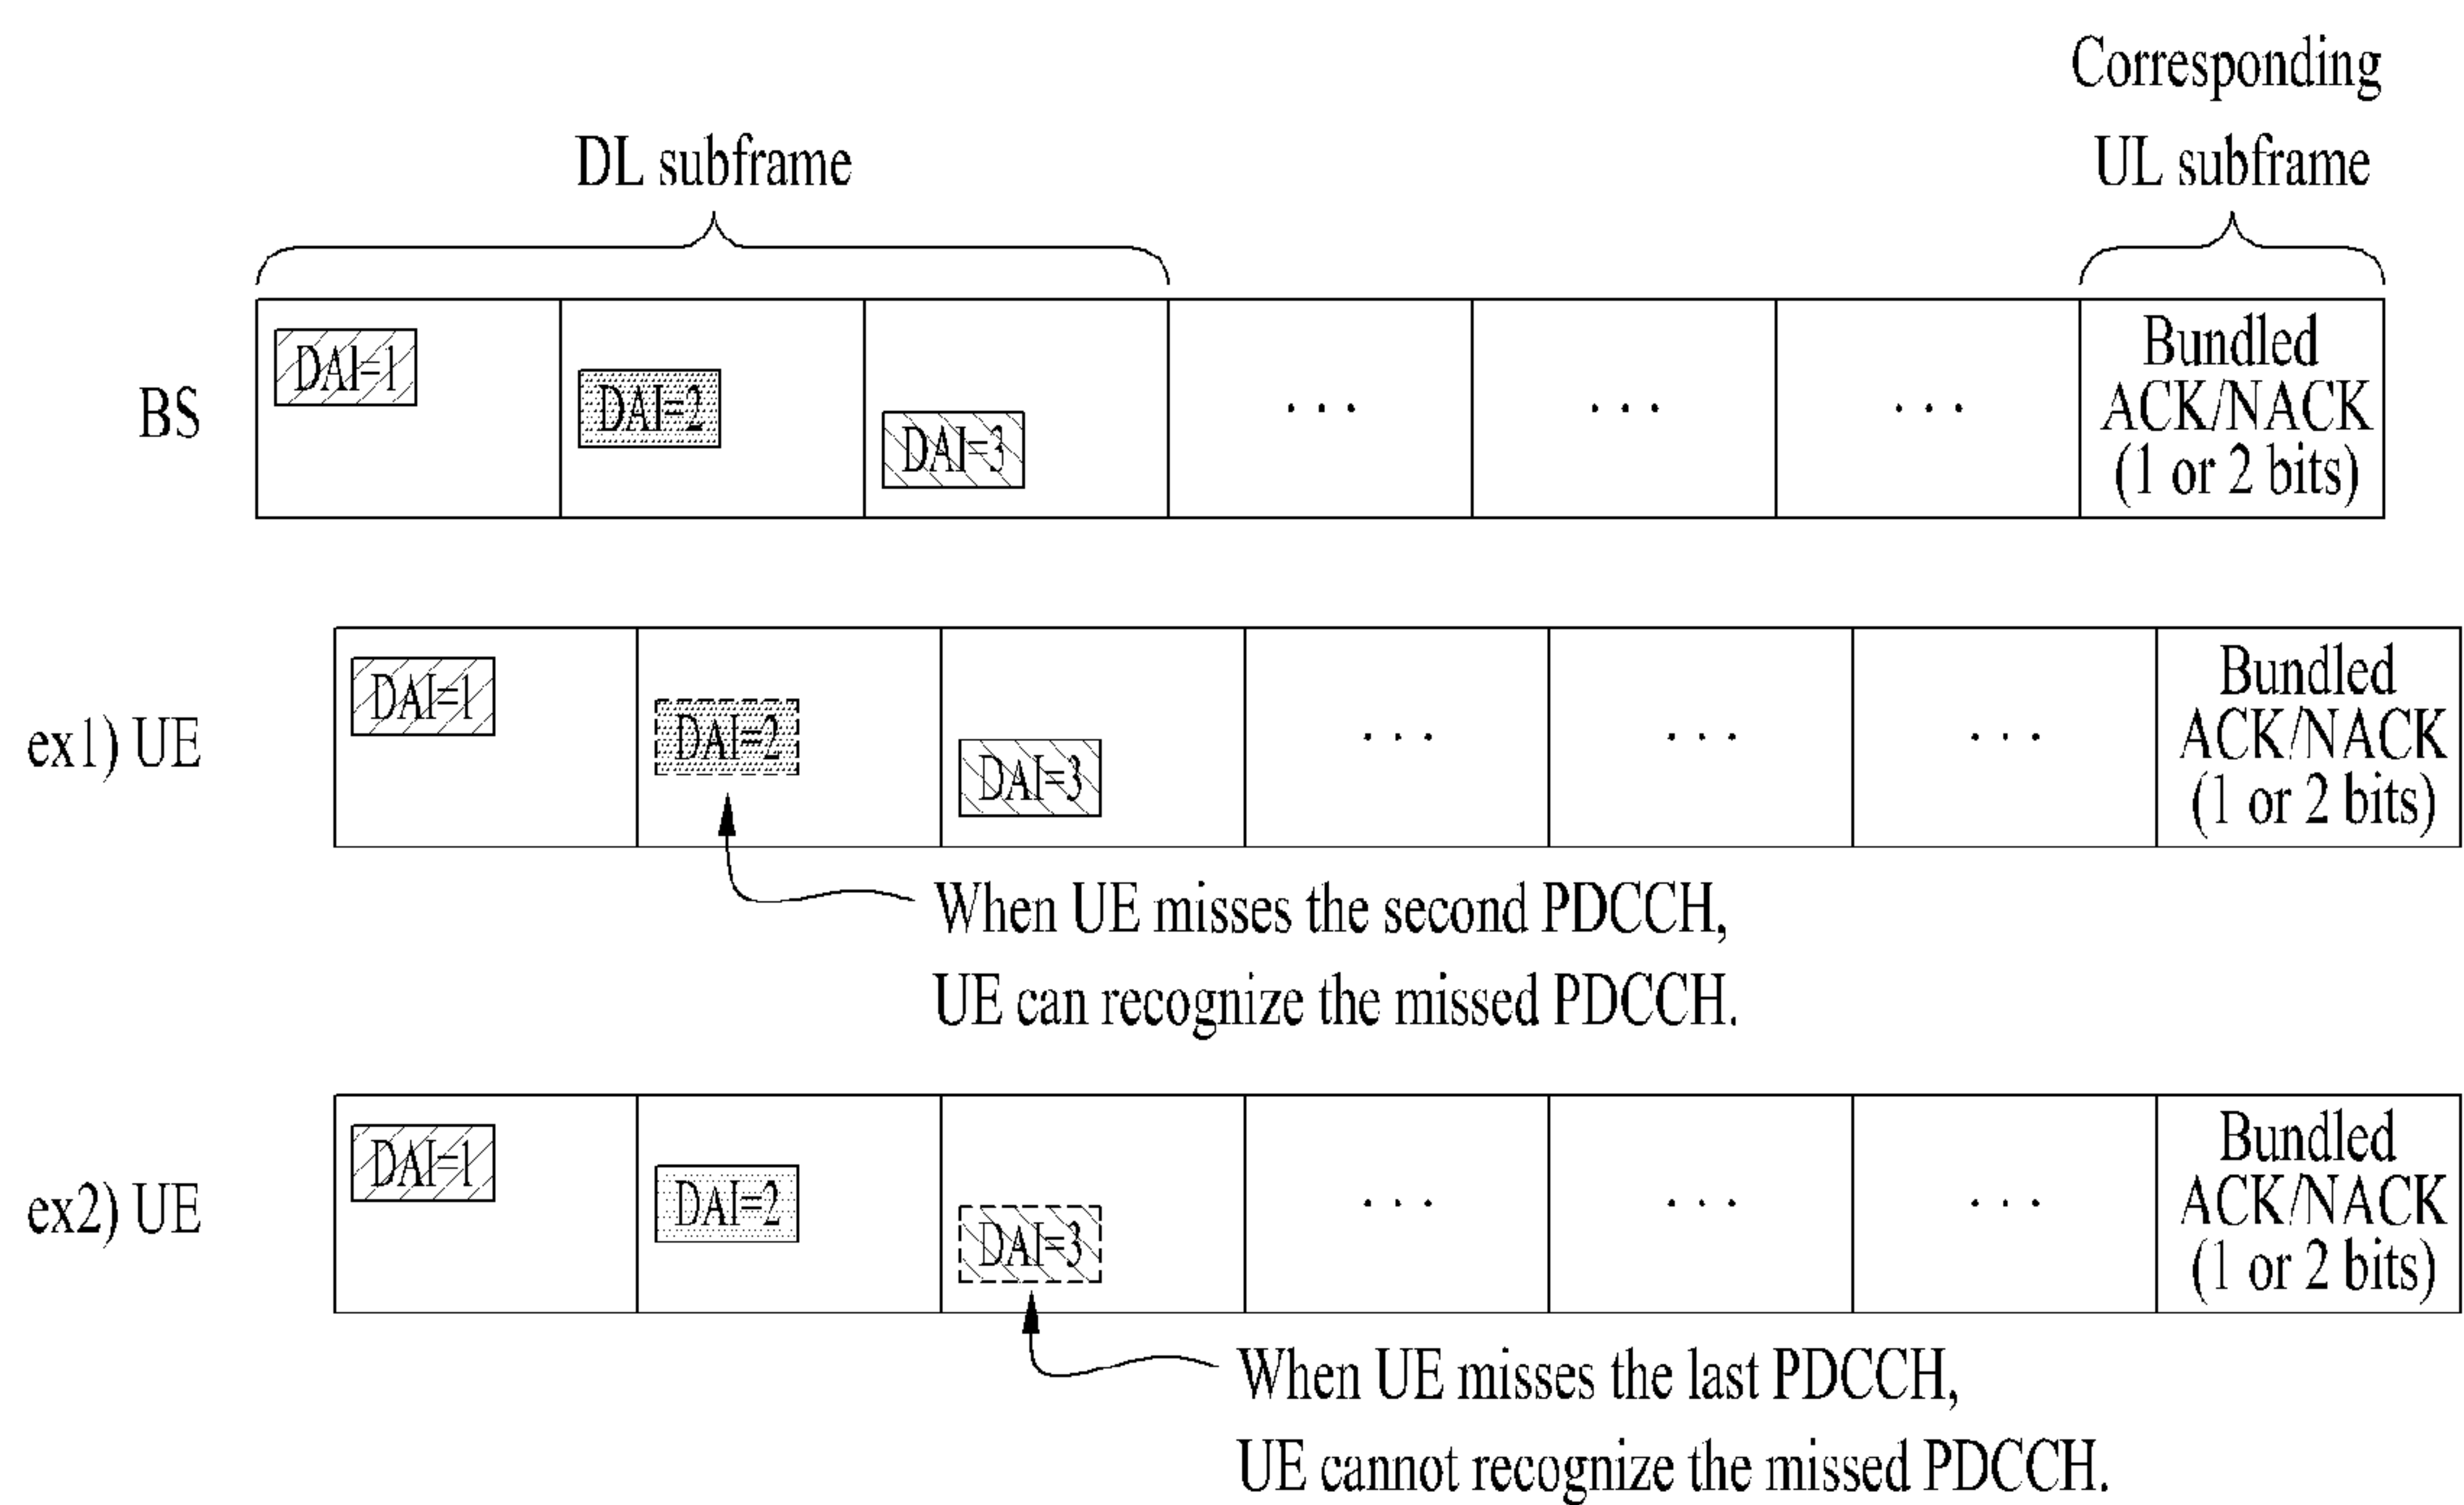 Corresponding
DL subframe
UL subframe
BS
DAI=1
DAI=2
DAI=3
...
...
...
Bundled
ACK/NACK
(1 or 2 bits)
ex1) UE
DAI=1
DAI=2
DAI=3
...
...
...
Bundled
ACK/NACK
(1 or 2 bits)
When UE misses the second PDCCH,
UE can recognize the missed PDCCH.
ex2) UE
DAI=1
DAI=2
DAI=3
...
...
...
Bundled
ACK/NACK
(1 or 2 bits)
When UE misses the last PDCCH,
UE cannot recognize the missed PDCCH.